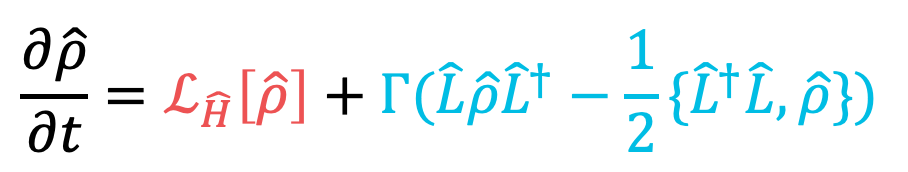 ∂ρ̂/∂t = ℒ_Ĥ[ρ̂] + Γ(L̂ρ̂L̂† − 1/2{L̂†L̂, ρ̂})